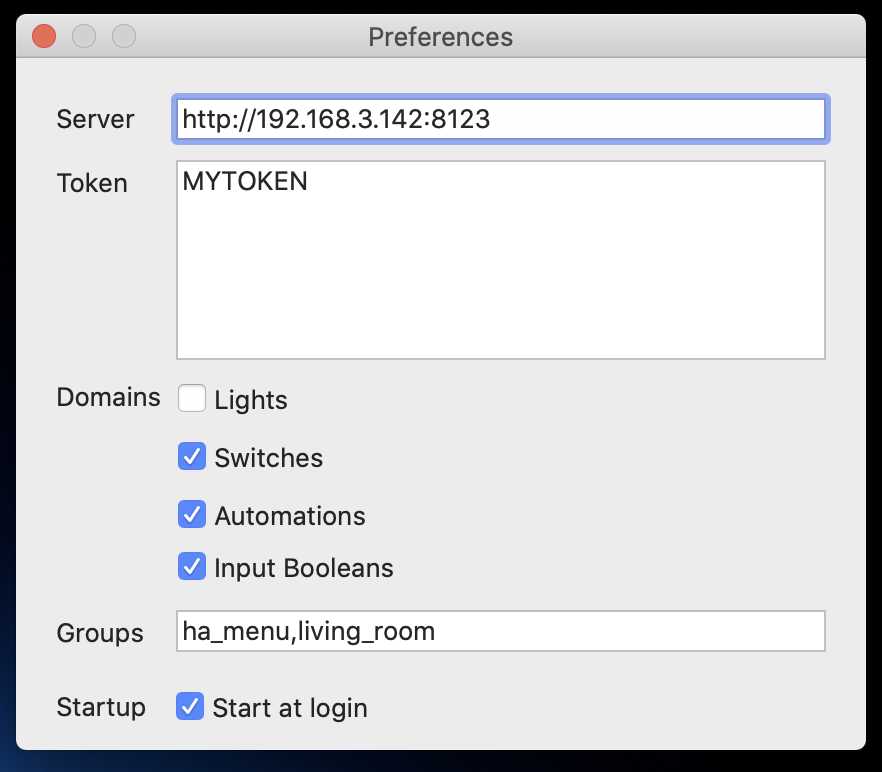 Preferences
Server http://192.168.3.142:8123
Token MYTOKEN
Domains Lights
Switches
Automations
Input Booleans
Groups ha_menu,living_room
Startup Start at login